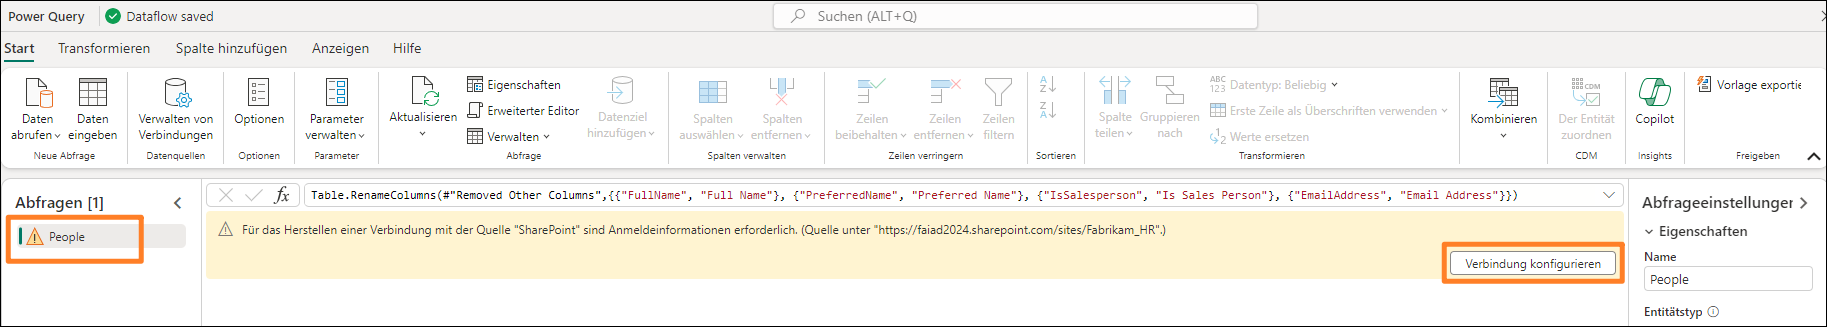 Power Query
Dataflow saved
Suchen (ALT+Q)
Start
Transformieren
Spalte hinzufügen
Anzeigen
Hilfe
Daten abrufen
Daten eingeben
Neue Abfrage
Verwalten von Verbindungen
Datenquellen
Optionen
Optionen
Parameter verwalten
Parameter
Aktualisieren
Eigenschaften
Erweiterter Editor
Verwalten
Abfrage
Datenziel hinzufügen
Spalten auswählen
Spalten entfernen
Spalten verwalten
Zeilen beibehalten
Zeilen entfernen
Zeilen filtern
Zeilen verringern
Sortieren
Spalte teilen
Gruppieren nach
Datentyp: Beliebig
Erste Zeile als Überschriften verwenden
Werte ersetzen
Transformieren
Kombinieren
Der Entität zuordnen
CDM
Copilot
Insights
Vorlage exportie
Freigeben
Abfragen [1]
People
fx
Table.RenameColumns(#"Removed Other Columns",{{"FullName", "Full Name"}, {"PreferredName", "Preferred Name"}, {"IsSalesperson", "Is Sales Person"}, {"EmailAddress", "Email Address"}})
Für das Herstellen einer Verbindung mit der Quelle "SharePoint" sind Anmeldeinformationen erforderlich. (Quelle unter "https://faiad2024.sharepoint.com/sites/Fabrikam_HR".)
Verbindung konfigurieren
Abfrageeinstellunger
Eigenschaften
Name
People
Entitätstyp